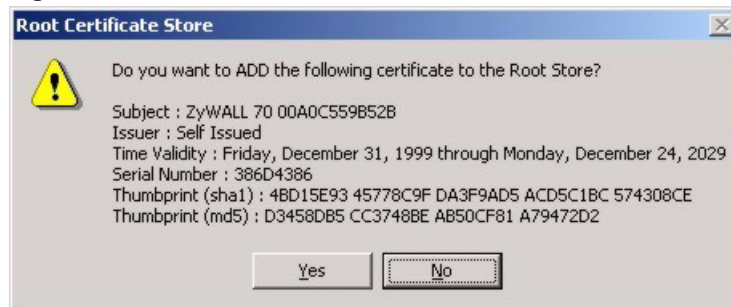 Root Certificate Store
Do you want to ADD the following certificate to the Root Store?
Subject : ZyWALL 70 00A0C559B52B
Issuer : Self Issued
Time Validity : Friday, December 31, 1999 through Monday, December 24, 2029
Serial Number : 386D4386
Thumbprint (sha1) : 4BD15E93 45778C9F DA3F9AD5 ACD5C1BC 574308CE
Thumbprint (md5) : D3458DB5 CC3748BE AB50CF81 A79472D2
Yes
No